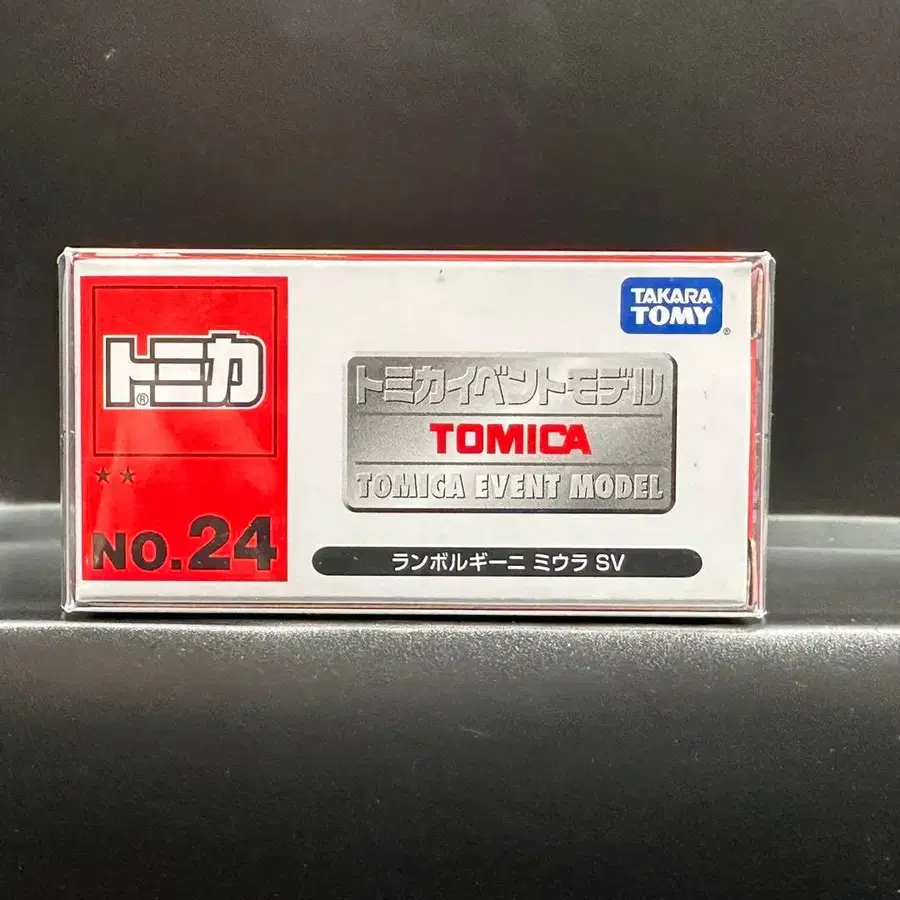 トミカ
®
★★
NO.24
TAKARA
TOMY
®
トミカイベントモデル
TOMICA
TOMICA EVENT MODEL
ランボルギーニ ミウラ SV